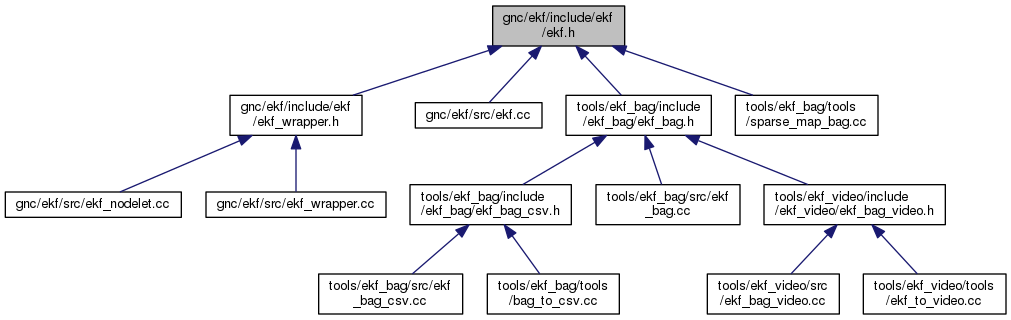 gnc/ekf/include/ekf
/ekf.h
gnc/ekf/include/ekf
/ekf_wrapper.h
gnc/ekf/src/ekf.cc
tools/ekf_bag/include
/ekf_bag/ekf_bag.h
tools/ekf_bag/tools
/sparse_map_bag.cc
gnc/ekf/src/ekf_nodelet.cc
gnc/ekf/src/ekf_wrapper.cc
tools/ekf_bag/include
/ekf_bag/ekf_bag_csv.h
tools/ekf_bag/src/ekf
_bag.cc
tools/ekf_video/include
/ekf_video/ekf_bag_video.h
tools/ekf_bag/src/ekf
_bag_csv.cc
tools/ekf_bag/tools
/bag_to_csv.cc
tools/ekf_video/src
/ekf_bag_video.cc
tools/ekf_video/tools
/ekf_to_video.cc